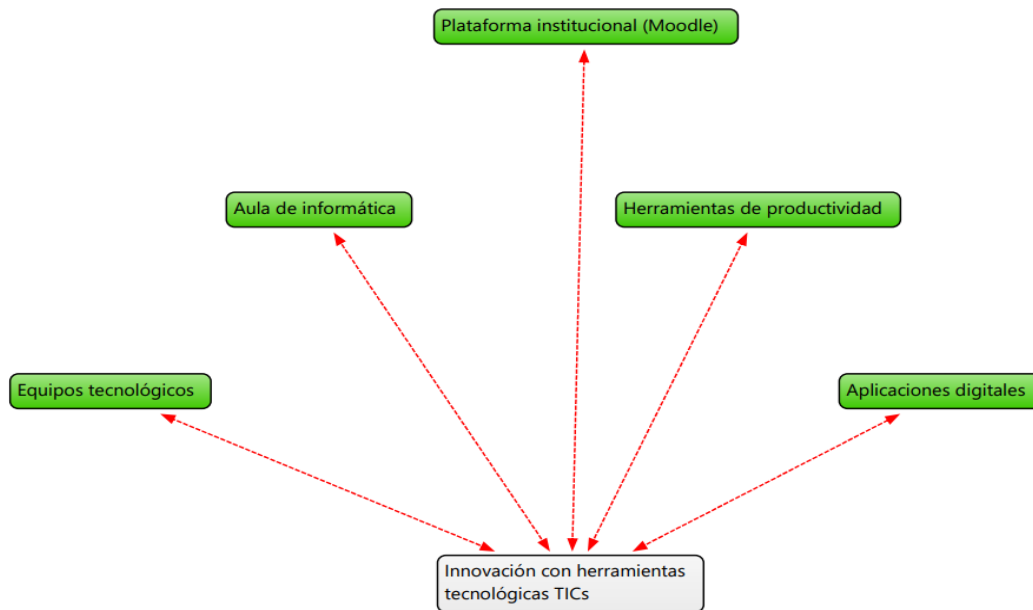 Plataforma institucional (Moodle)
Aula de informática
Herramientas de productividad
Equipos tecnológicos
Aplicaciones digitales
Innovación con herramientas
tecnológicas TICs